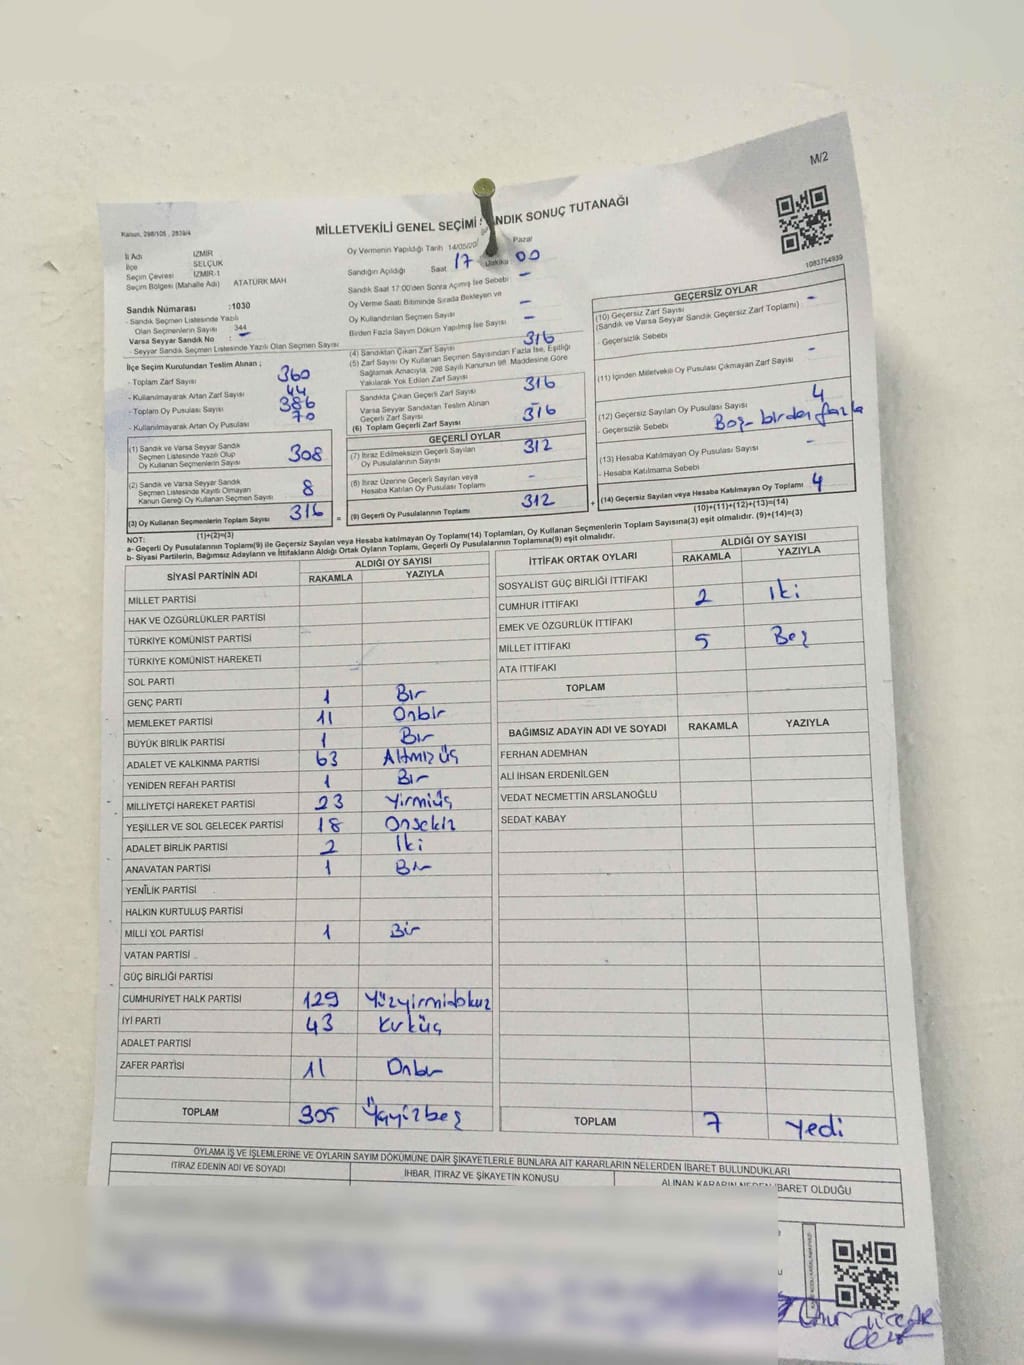 M/2
Kanun, 298/105 , 2839/4
MİLLETVEKİLİ GENEL SEÇİMİ SANDIK SONUÇ TUTANAĞI
1083754939
İl Adı İZMİR
İlçe SELÇUK
Seçim Çevresi İZMİR-1
Seçim Bölgesi (Mahalle Adı) ATATÜRK MAH
Sandık Numarası :1030
- Sandık Seçmen Listesinde Yazılı
Olan Seçmenlerin Sayısı 344
Varsa Seyyar Sandık No : -
- Seyyar Sandık Seçmen Listesinde Yazılı Olan Seçmen Sayısı
İlçe Seçim Kurulundan Teslim Alınan ;
- Toplam Zarf Sayısı 360
- Kullanılmayarak Artan Zarf Sayısı 44
- Toplam Oy Pusulası Sayısı 386
- Kullanılmayarak Artan Oy Pusulası 70
(1) Sandık ve Varsa Seyyar Sandık
Seçmen Listesinde Yazılı Olup
Oy Kullanan Seçmenlerin Sayısı 308
(2) Sandık ve Varsa Seyyar Sandık
Seçmen Listesinde Kayıtlı Olmayan
Kanun Gereği Oy Kullanan Seçmen Sayısı 8
(3) Oy Kullanan Seçmenlerin Toplam Sayısı 316 =
(1)+(2)=(3)
Oy Vermenin Yapıldığı Tarih 14/05/20 Pazar
Sandığın Açıldığı Saat 17 Dakika 00
Sandık Saat 17:00'den Sonra Açımış İse Sebebi -
Oy Verme Saati Bitiminde Sırada Bekleyen ve
Oy Kullandırılan Seçmen Sayısı -
Birden Fazla Sayım Döküm Yapılmış İse Sayısı -
(4) Sandıktan Çıkan Zarf Sayısı 316
(5) Zarf Sayısı Oy Kullanan Seçmen Sayısından Fazla İse, Eşitliği
Sağlamak Amacıyla, 298 Sayılı Kanunun 98. Maddesine Göre
Yakılarak Yok Edilen Zarf Sayısı
Sandıkta Çıkan Geçerli Zarf Sayısı 316
Varsa Seyyar Sandıktan Teslim Alınan
Geçerli Zarf Sayısı -
(6) Toplam Geçerli Zarf Sayısı 316
GEÇERLİ OYLAR
(7) İtiraz Edilmeksizin Geçerli Sayılan
Oy Pusulalarının Sayısı 312
(8) İtiraz Üzerine Geçerli Sayılan veya
Hesaba Katılan Oy Pusulası Toplamı -
(9) Geçerli Oy Pusulalarının Toplamı 312 +
GEÇERSİZ OYLAR
(10) Geçersiz Zarf Sayısı -
(Sandık ve Varsa Seyyar Sandık Geçersiz Zarf Toplamı)
- Geçersizlik Sebebi
(11) İçinden Milletvekili Oy Pusulası Çıkmayan Zarf Sayısı -
(12) Geçersiz Sayılan Oy Pusulası Sayısı 4
- Geçersizlik Sebebi Boş - birden fazla
(13) Hesaba Katılmayan Oy Pusulası Sayısı -
- Hesaba Katılmama Sebebi
(14) Geçersiz Sayılan veya Hesaba Katılmayan Oy Toplamı 4
(10)+(11)+(12)+(13)=(14)
NOT:
a- Geçerli Oy Pusulalarının Toplamı(9) ile Geçersiz Sayılan veya Hesaba katılmayan Oy Toplamı(14) Toplamları, Oy Kullanan Seçmenlerin Toplam Sayısına(3) eşit olmalıdır. (9)+(14)=(3)
b- Siyasi Partilerin, Bağımsız Adayların ve İttifakların Aldığı Ortak Oyların Toplamı, Geçerli Oy Pusulalarının Toplamına(9) eşit olmalıdır.
SİYASİ PARTİNİN ADI ALDIĞI OY SAYISI
RAKAMLA YAZIYLA
MİLLET PARTİSİ
HAK VE ÖZGÜRLÜKLER PARTİSİ
TÜRKİYE KOMÜNİST PARTİSİ
TÜRKİYE KOMÜNİST HAREKETİ
SOL PARTİ
GENÇ PARTİ 1 Bir
MEMLEKET PARTİSİ 11 Onbir
BÜYÜK BİRLİK PARTİSİ 1 Bir
ADALET VE KALKINMA PARTİSİ 63 Altmızüç
YENİDEN REFAH PARTİSİ 1 Bir
MİLLİYETÇİ HAREKET PARTİSİ 23 Yirmiüç
YEŞİLLER VE SOL GELECEK PARTİSİ 18 Onsekiz
ADALET BİRLİK PARTİSİ 2 İki
ANAVATAN PARTİSİ 1 Bir
YENİLİK PARTİSİ
HALKIN KURTULUŞ PARTİSİ
MİLLİ YOL PARTİSİ 1 Bir
VATAN PARTİSİ
GÜÇ BİRLİĞİ PARTİSİ
CUMHURİYET HALK PARTİSİ 129 Yüzyirmidokuz
İYİ PARTİ 43 Kırküç
ADALET PARTİSİ
ZAFER PARTİSİ 11 Onbir
TOPLAM 305 Üçyüzbeş
İTTİFAK ORTAK OYLARI ALDIĞI OY SAYISI
RAKAMLA YAZIYLA
SOSYALİST GÜÇ BİRLİĞİ İTTİFAKI
CUMHUR İTTİFAKI 2 İki
EMEK VE ÖZGÜRLÜK İTTİFAKI
MİLLET İTTİFAKI 5 Beş
ATA İTTİFAKI
TOPLAM
BAĞIMSIZ ADAYIN ADI VE SOYADI RAKAMLA YAZIYLA
FERHAN ADEMHAN
ALİ İHSAN ERDENİLGEN
VEDAT NECMETTİN ARSLANOĞLU
SEDAT KABAY
TOPLAM 7 Yedi
OYLAMA İŞ VE İŞLEMLERİNE VE OYLARIN SAYIM DÖKÜMÜNE DAİR ŞİKAYETLERLE BUNLARA AİT KARARLARIN NELERDEN İBARET BULUNDUKLARI
İTİRAZ EDENİN ADI VE SOYADI İHBAR, İTİRAZ VE ŞİKAYETİN KONUSU ALINAN KARARIN NEDEN İBARET OLDUĞU